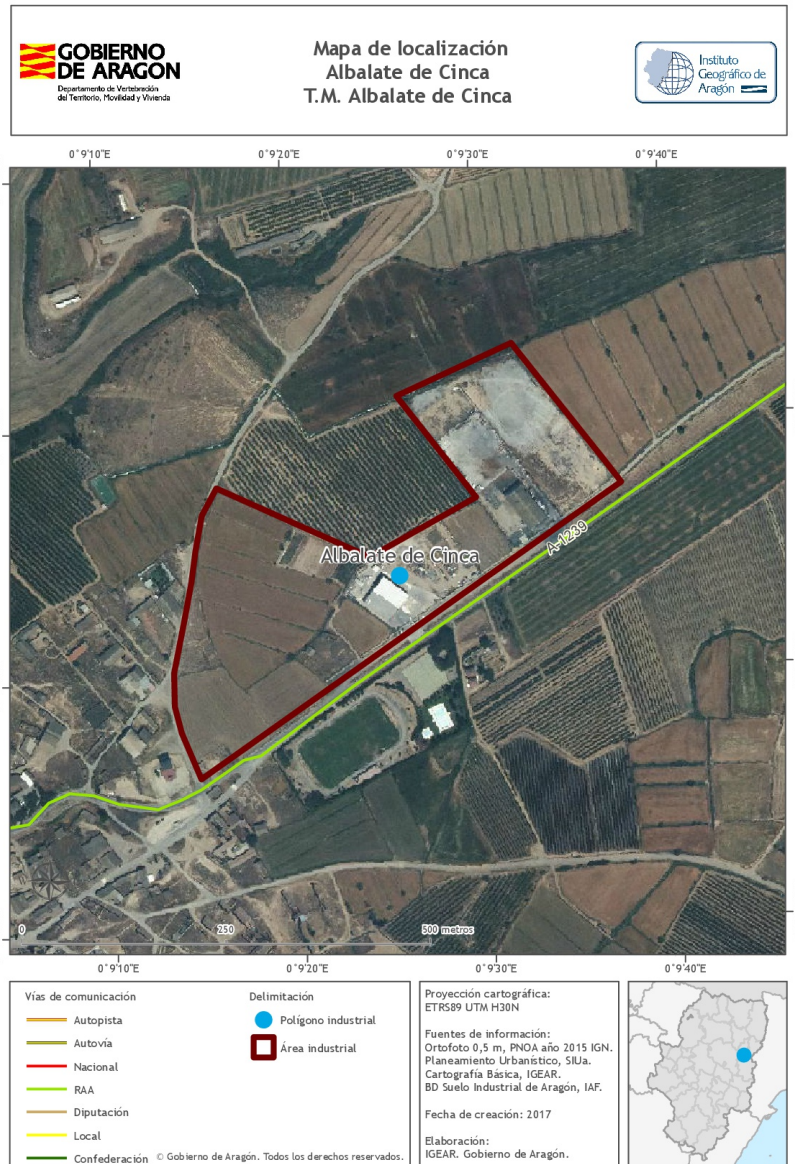 GOBIERNO
DE ARAGON
Departamento de Vertebración
del Territorio, Movilidad y Vivienda
Mapa de localización
Albalate de Cinca
T.M. Albalate de Cinca
Instituto
Geográfico de
Aragón
0°9'10"E 0°9'20"E 0°9'30"E 0°9'40"E
Albalate de Cinca
A-1239
0 250 500 metros
0°9'10"E 0°9'20"E 0°9'30"E 0°9'40"E
Vías de comunicación
Autopista
Autovía
Nacional
RAA
Diputación
Local
Confederación
Delimitación
Polígono industrial
Área industrial
© Gobierno de Aragón. Todos los derechos reservados.
Proyección cartográfica:
ETRS89 UTM H30N
Fuentes de información:
Ortofoto 0,5 m, PNOA año 2015 IGN.
Planeamiento Urbanístico, SIUa.
Cartografía Básica, IGEAR.
BD Suelo Industrial de Aragón, IAF.
Fecha de creación: 2017
Elaboración:
IGEAR. Gobierno de Aragón.